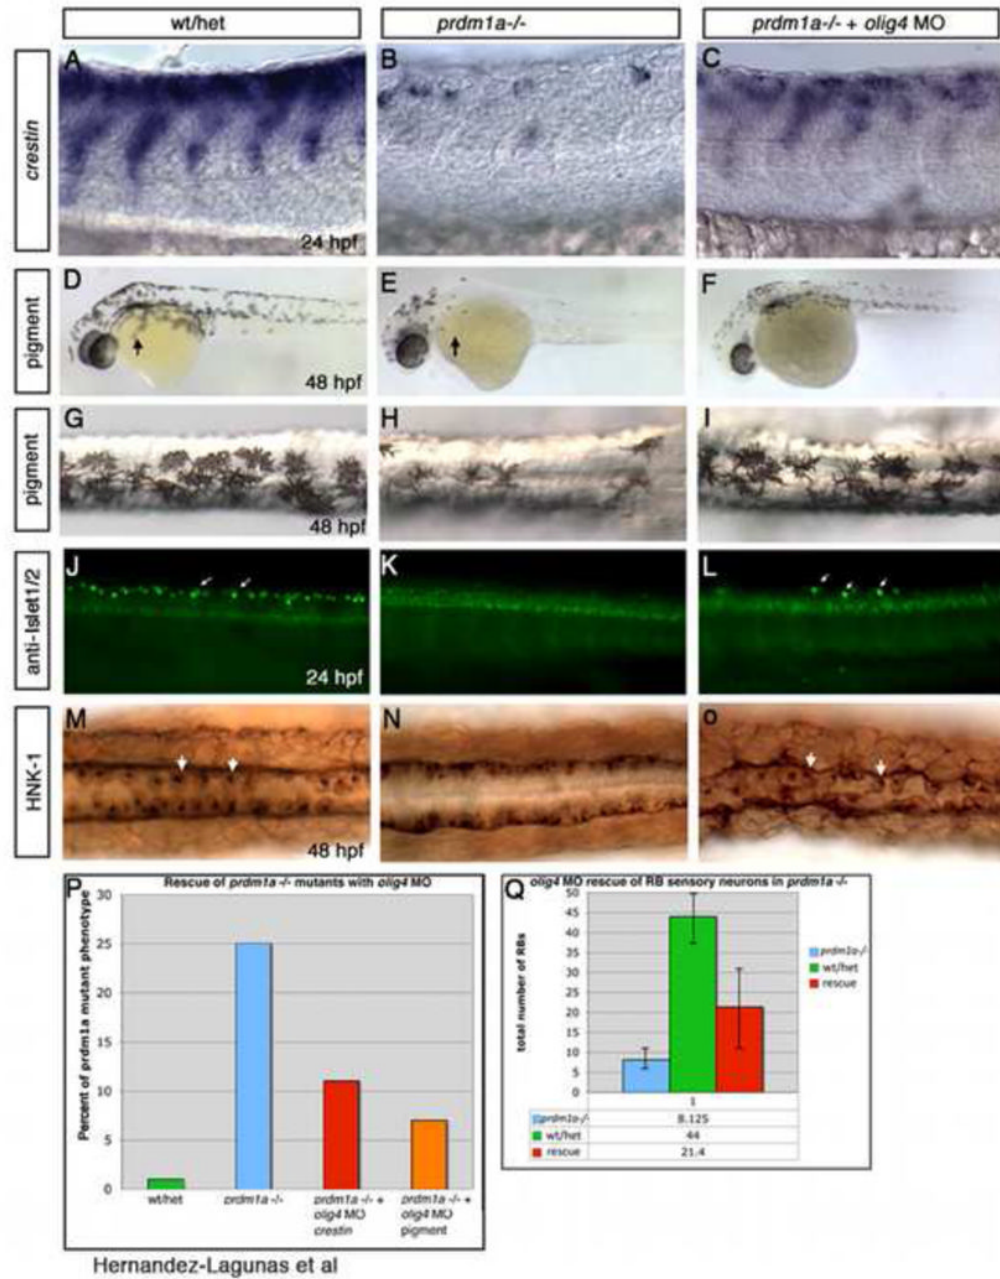 wt/het prdm1a-/- prdm1a-/- + olig4 MO
crestin
A B C
24 hpf
pigment
D E F
48 hpf
pigment
G H I
48 hpf
anti-Islet1/2
J K L
24 hpf
HNK-1
M N O
48 hpf
P
Rescue of prdm1a -/- mutants with olig4 MO
Percent of prdm1a mutant phenotype
30
25
20
15
10
5
0
wt/het
prdm1a -/-
prdm1a -/- +
olig4 MO
crestin
prdm1a -/- +
olig4 MO
pigment
Q
olig4 MO rescue of RB sensory neurons in prdm1a -/-
total number of RBs
50
45
40
35
30
25
20
15
10
5
0
prdm1a-/-
wt/het
rescue
1
prdm1a-/- 8.125
wt/het 44
rescue 21.4
Hernandez-Lagunas et al